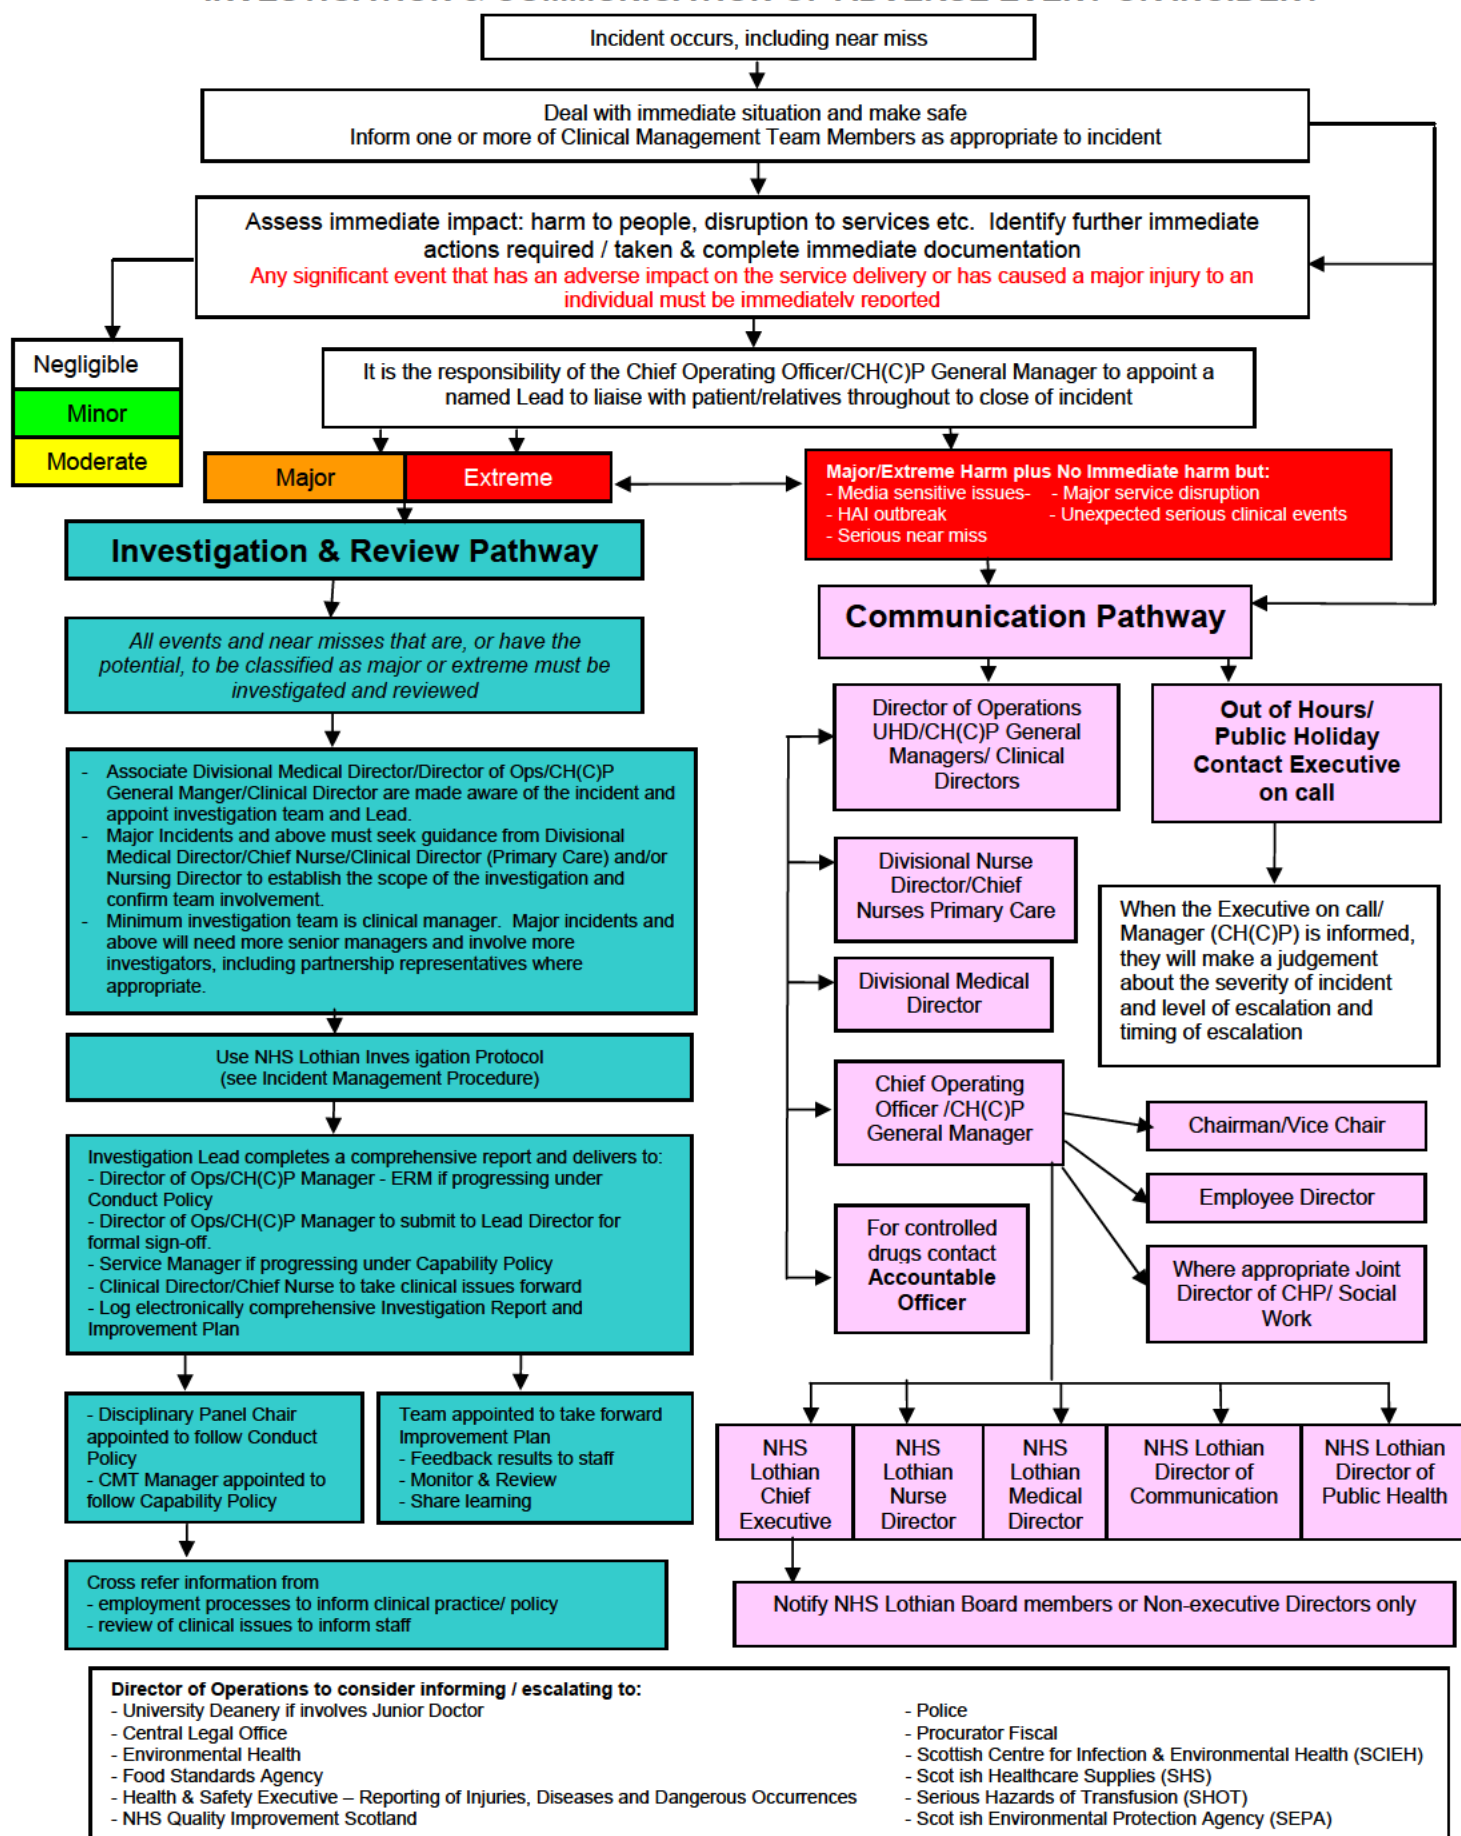 Incident occurs, including near miss
Deal with immediate situation and make safe
Inform one or more of Clinical Management Team Members as appropriate to incident
Assess immediate impact: harm to people, disruption to services etc. Identify further immediate
actions required / taken & complete immediate documentation
Any significant event that has an adverse impact on the service delivery or has caused a major injury to an
individual must be immediately reported
Negligible
Minor
Moderate
It is the responsibility of the Chief Operating Officer/CH(C)P General Manager to appoint a
named Lead to liaise with patient/relatives throughout to close of incident
Major
Extreme
Major/Extreme Harm plus No Immediate harm but:
- Media sensitive issues- - Major service disruption
- HAI outbreak - Unexpected serious clinical events
- Serious near miss
Investigation & Review Pathway
All events and near misses that are, or have the
potential, to be classified as major or extreme must be
investigated and reviewed
- Associate Divisional Medical Director/Director of Ops/CH(C)P
General Manger/Clinical Director are made aware of the incident and
appoint investigation team and Lead.
- Major Incidents and above must seek guidance from Divisional
Medical Director/Chief Nurse/Clinical Director (Primary Care) and/or
Nursing Director to establish the scope of the investigation and
confirm team involvement.
- Minimum investigation team is clinical manager. Major incidents and
above will need more senior managers and involve more
investigators, including partnership representatives where
appropriate.
Use NHS Lothian Inves igation Protocol
(see Incident Management Procedure)
Investigation Lead completes a comprehensive report and delivers to:
- Director of Ops/CH(C)P Manager - ERM if progressing under
Conduct Policy
- Director of Ops/CH(C)P Manager to submit to Lead Director for
formal sign-off.
- Service Manager if progressing under Capability Policy
- Clinical Director/Chief Nurse to take clinical issues forward
- Log electronically comprehensive Investigation Report and
Improvement Plan
- Disciplinary Panel Chair
appointed to follow Conduct
Policy
- CMT Manager appointed to
follow Capability Policy
Team appointed to take forward
Improvement Plan
- Feedback results to staff
- Monitor & Review
- Share learning
Cross refer information from
- employment processes to inform clinical practice/ policy
- review of clinical issues to inform staff
Communication Pathway
Director of Operations
UHD/CH(C)P General
Managers/ Clinical
Directors
Divisional Nurse
Director/Chief
Nurses Primary Care
Divisional Medical
Director
Chief Operating
Officer /CH(C)P
General Manager
For controlled
drugs contact
Accountable
Officer
Out of Hours/
Public Holiday
Contact Executive
on call
When the Executive on call/
Manager (CH(C)P) is informed,
they will make a judgement
about the severity of incident
and level of escalation and
timing of escalation
Chairman/Vice Chair
Employee Director
Where appropriate Joint
Director of CHP/ Social
Work
NHS
Lothian
Chief
Executive
NHS
Lothian
Nurse
Director
NHS
Lothian
Medical
Director
NHS Lothian
Director of
Communication
NHS Lothian
Director of
Public Health
Notify NHS Lothian Board members or Non-executive Directors only
Director of Operations to consider informing / escalating to:
- University Deanery if involves Junior Doctor
- Central Legal Office
- Environmental Health
- Food Standards Agency
- Health & Safety Executive – Reporting of Injuries, Diseases and Dangerous Occurrences
- NHS Quality Improvement Scotland
- Police
- Procurator Fiscal
- Scottish Centre for Infection & Environmental Health (SCIEH)
- Scot ish Healthcare Supplies (SHS)
- Serious Hazards of Transfusion (SHOT)
- Scot ish Environmental Protection Agency (SEPA)